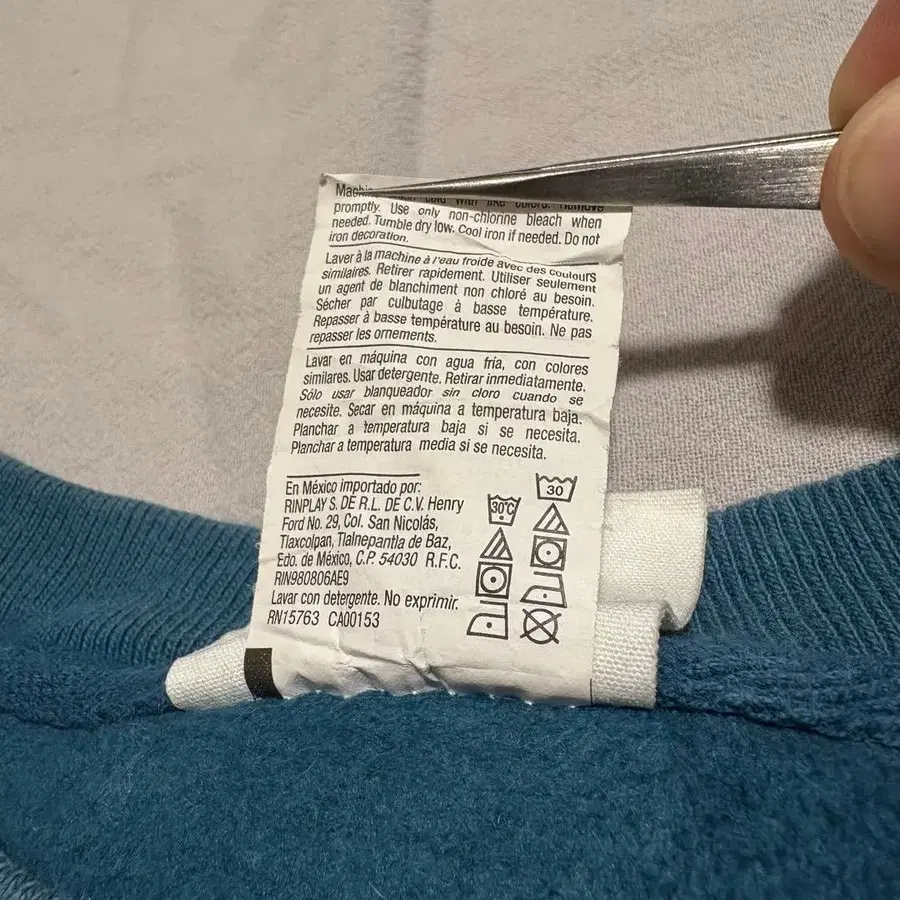 cold with like colors. Remove
promptly. Use only non-chlorine bleach when
needed. Tumble dry low. Cool iron if needed. Do not
iron decoration.
Laver à la machine à l'eau froide avec des couleurs
similaires. Retirer rapidement. Utiliser seulement
un agent de blanchiment non chloré au besoin.
Sécher par culbutage à basse température.
Repasser à basse température au besoin. Ne pas
repasser les ornements.
Lavar en máquina con agua fría, con colores
similares. Usar detergente. Retirar inmediatamente.
Sólo usar blanqueador sin cloro cuando se
necesite. Secar en máquina a temperatura baja.
Planchar a temperatura baja si se necesita.
Planchar a temperatura media si se necesita.
En México importado por:
RINPLAY S. DE R.L. DE C.V. Henry
Ford No. 29, Col. San Nicolás,
Tlaxcolpan, Tlalnepantla de Baz,
Edo. de México, C.P. 54030 R.F.C.
RIN980806AE9
Lavar con detergente. No exprimir.
RN15763 CA00153
30°C
30